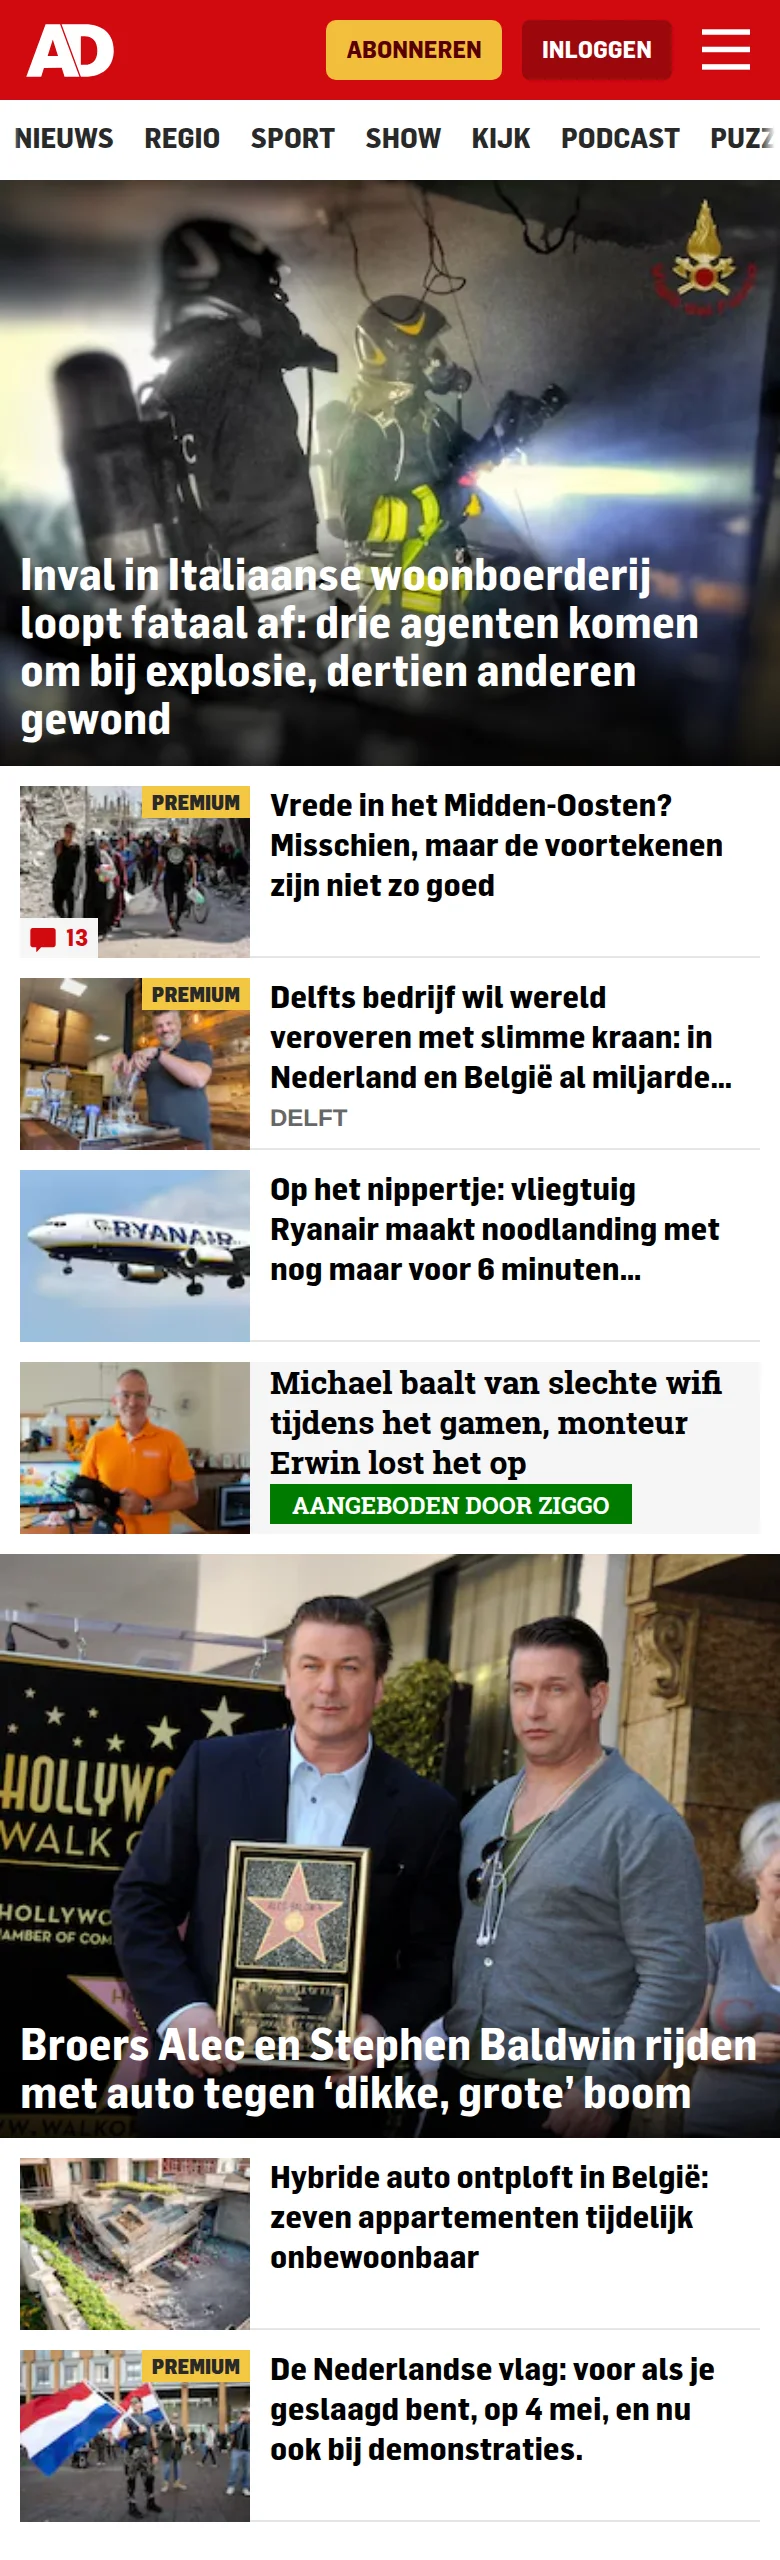 AD
ABONNEREN
INLOGGEN
NIEUWS REGIO SPORT SHOW KIJK PODCAST PUZZ
Inval in Italiaanse woonboerderij
loopt fataal af: drie agenten komen
om bij explosie, dertien anderen
gewond
PREMIUM
13
Vrede in het Midden-Oosten?
Misschien, maar de voortekenen
zijn niet zo goed
PREMIUM
Delfts bedrijf wil wereld
veroveren met slimme kraan: in
Nederland en België al miljarde...
DELFT
RYANAIR
Op het nippertje: vliegtuig
Ryanair maakt noodlanding met
nog maar voor 6 minuten...
Michael baalt van slechte wifi
tijdens het gamen, monteur
Erwin lost het op
AANGEBODEN DOOR ZIGGO
HOLLYWO
WALK O
HOLLYWO
AMBER OF COM
ALEC BALDWIN
Broers Alec en Stephen Baldwin rijden
met auto tegen ‘dikke, grote’ boom
Hybride auto ontploft in België:
zeven appartementen tijdelijk
onbewoonbaar
PREMIUM
De Nederlandse vlag: voor als je
geslaagd bent, op 4 mei, en nu
ook bij demonstraties.